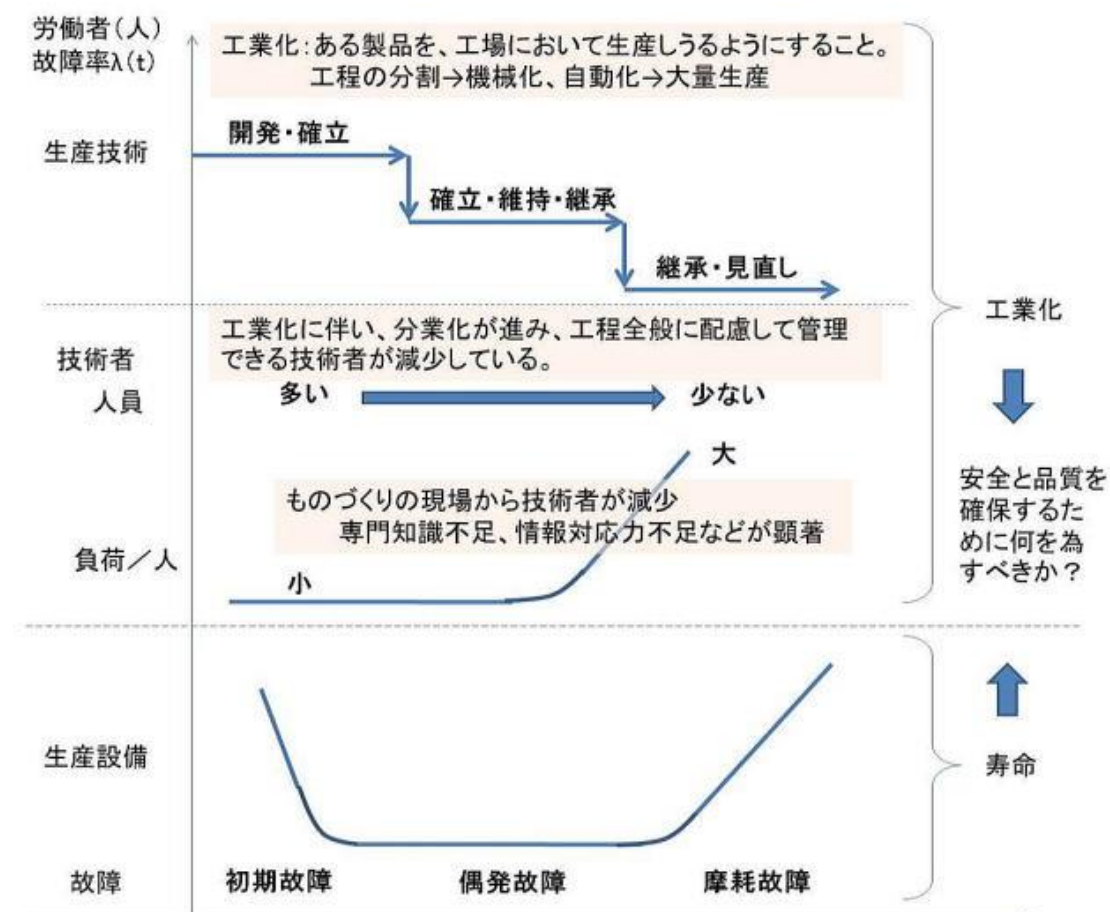 労働者(人)
故障率λ(t)
工業化:ある製品を、工場において生産しうるようにすること。
工程の分割→機械化、自動化→大量生産
生産技術
開発・確立
確立・維持・継承
継承・見直し
工業化
工業化に伴い、分業化が進み、工程全般に配慮して管理
できる技術者が減少している。
技術者
人員
多い
少ない
大
ものづくりの現場から技術者が減少
専門知識不足、情報対応力不足などが顕著
負荷/人
小
安全と品質を
確保するた
めに何を為
すべきか?
生産設備
寿命
故障
初期故障
偶発故障
摩耗故障